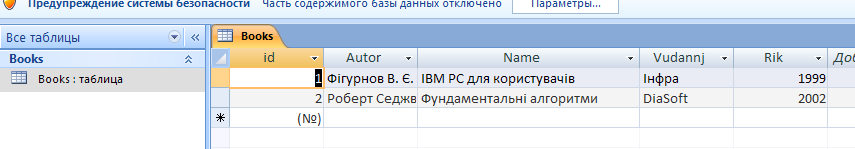 Предупреждение системы безопасности Часть содержимого базы данных отключено Параметры...
Все таблицы
Books
Books : таблица
Books
id Autor Name Vudannj Rik
1 Фігурнов В. Є. IBM PC для користувачів Інфра 1999
2 Роберт Седжв Фундаментальні алгоритми DiaSoft 2002
(№)